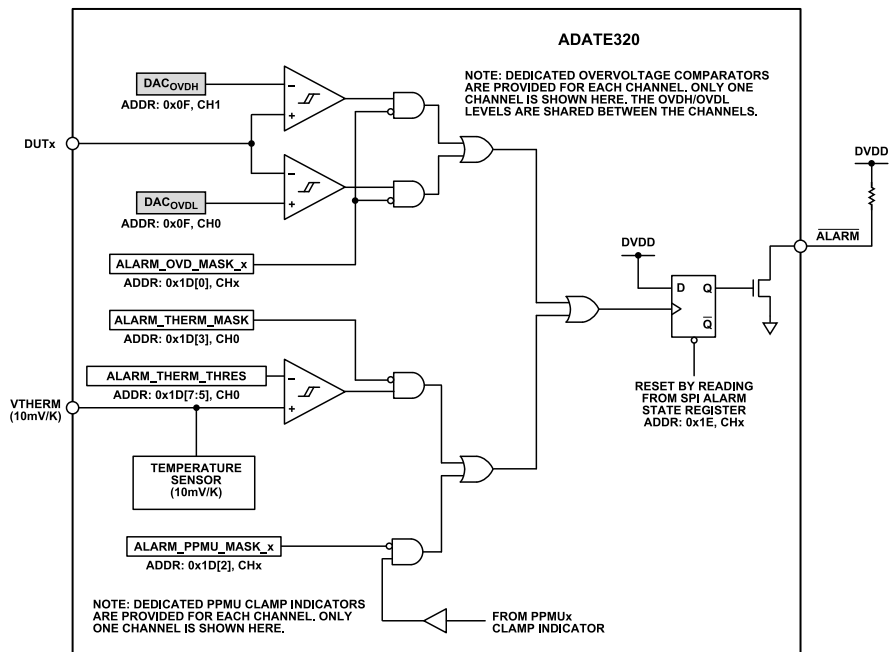 ADATE320
NOTE: DEDICATED OVERVOLTAGE COMPARATORS
ARE PROVIDED FOR EACH CHANNEL. ONLY ONE
CHANNEL IS SHOWN HERE. THE OVDH/OVDL
LEVELS ARE SHARED BETWEEN THE CHANNELS.
DACOVDH
ADDR: 0x0F, CH1
–
+
DUTx
–
+
DACOVDL
ADDR: 0x0F, CH0
ALARM_OVD_MASK_x
ADDR: 0x1D[0], CHx
DVDD
ALARM
DVDD
D Q
Q
ALARM_THERM_MASK
ADDR: 0x1D[3], CH0
ALARM_THERM_THRES
–
ADDR: 0x1D[7:5], CH0
+
VTHERM
(10mV/K)
RESET BY READING
FROM SPI ALARM
STATE REGISTER
ADDR: 0x1E, CHx
TEMPERATURE
SENSOR
(10mV/K)
ALARM_PPMU_MASK_x
ADDR: 0x1D[2], CHx
NOTE: DEDICATED PPMU CLAMP INDICATORS
ARE PROVIDED FOR EACH CHANNEL. ONLY
ONE CHANNEL IS SHOWN HERE.
FROM PPMUx
CLAMP INDICATOR